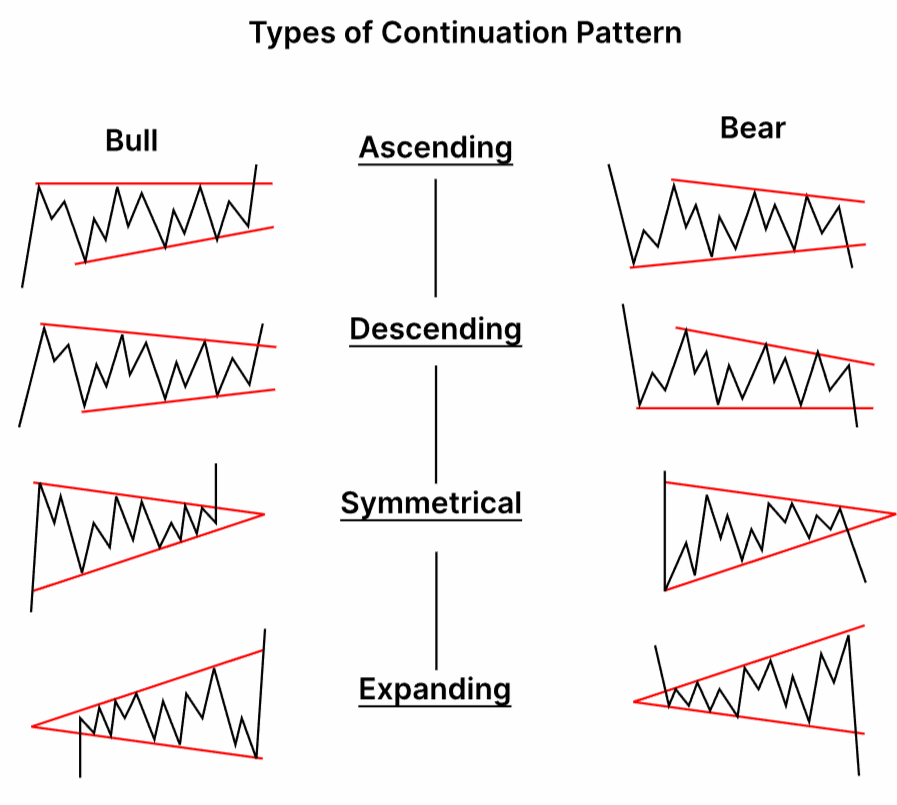 Types of Continuation Pattern
Bull
Bear
Ascending
Descending
Symmetrical
Expanding